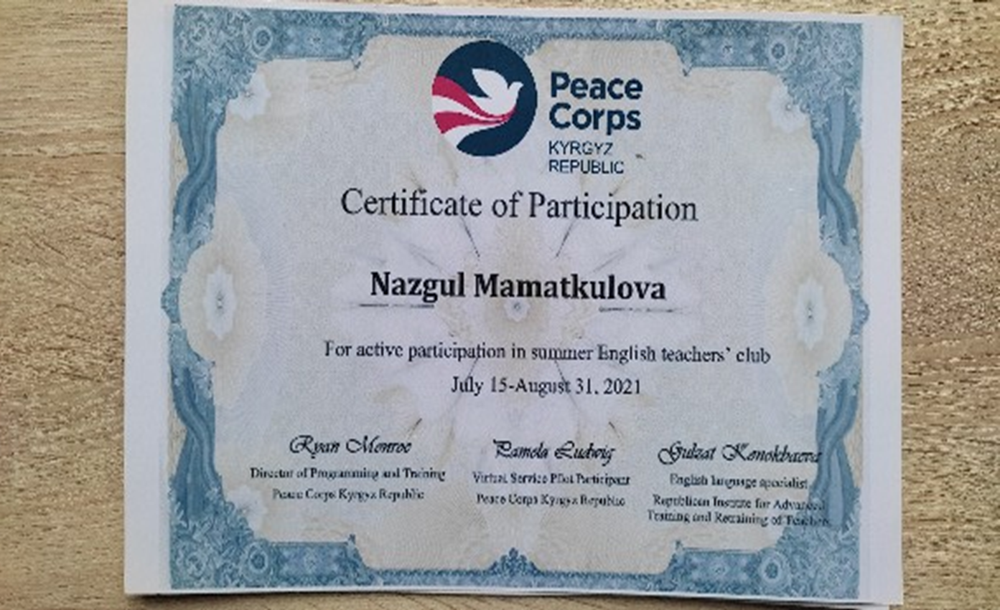 Peace
Corps
KYRGYZ
REPUBLIC
Certificate of Participation
Nazgul Mamatkulova
For active participation in summer English teachers' club
July 15-August 31, 2021
Ryan Monroe
Director of Programming and Training
Peace Corps Kyrgyz Republic
Pamela Ludwig
Virtual Service Pilot Participant
Peace Corps Kyrgyz Republic
Gulzat Kenokbaeva
English language specialist
Republican Institute for Advanced
Training and Retraining of Teachers